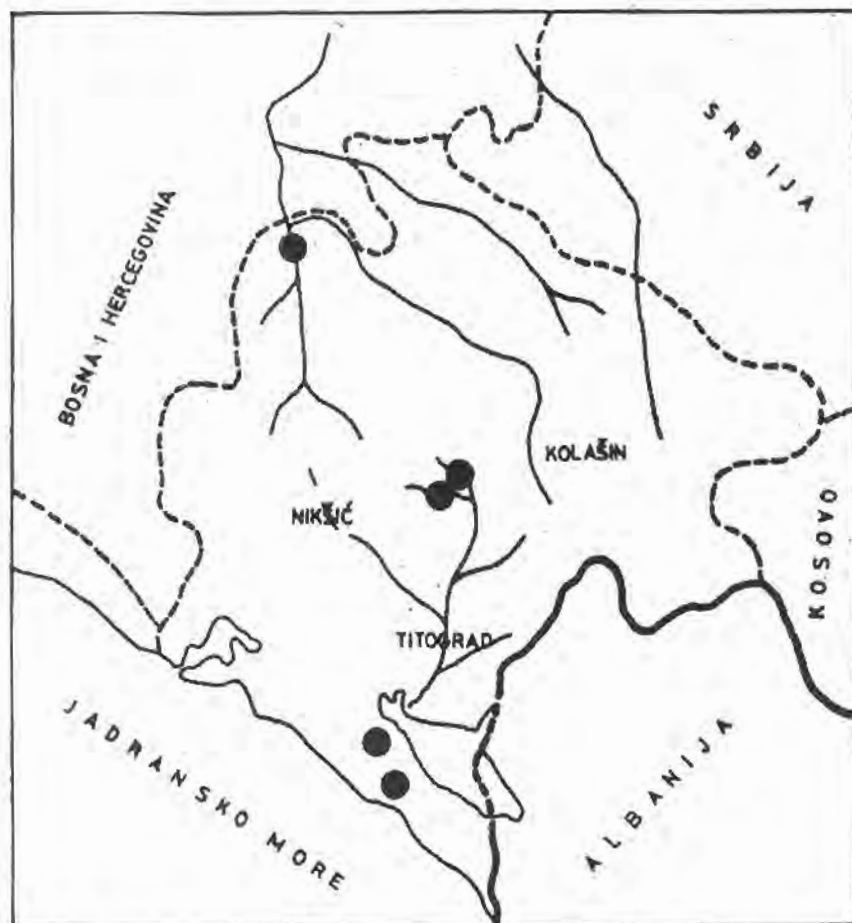 SRBIJA
BOSNA I HERCEGOVINA
KOLAŠIN
NIKŠIĆ
KOSOVO
TITOGRAD
JADRANSKO MORE
ALBANIJA